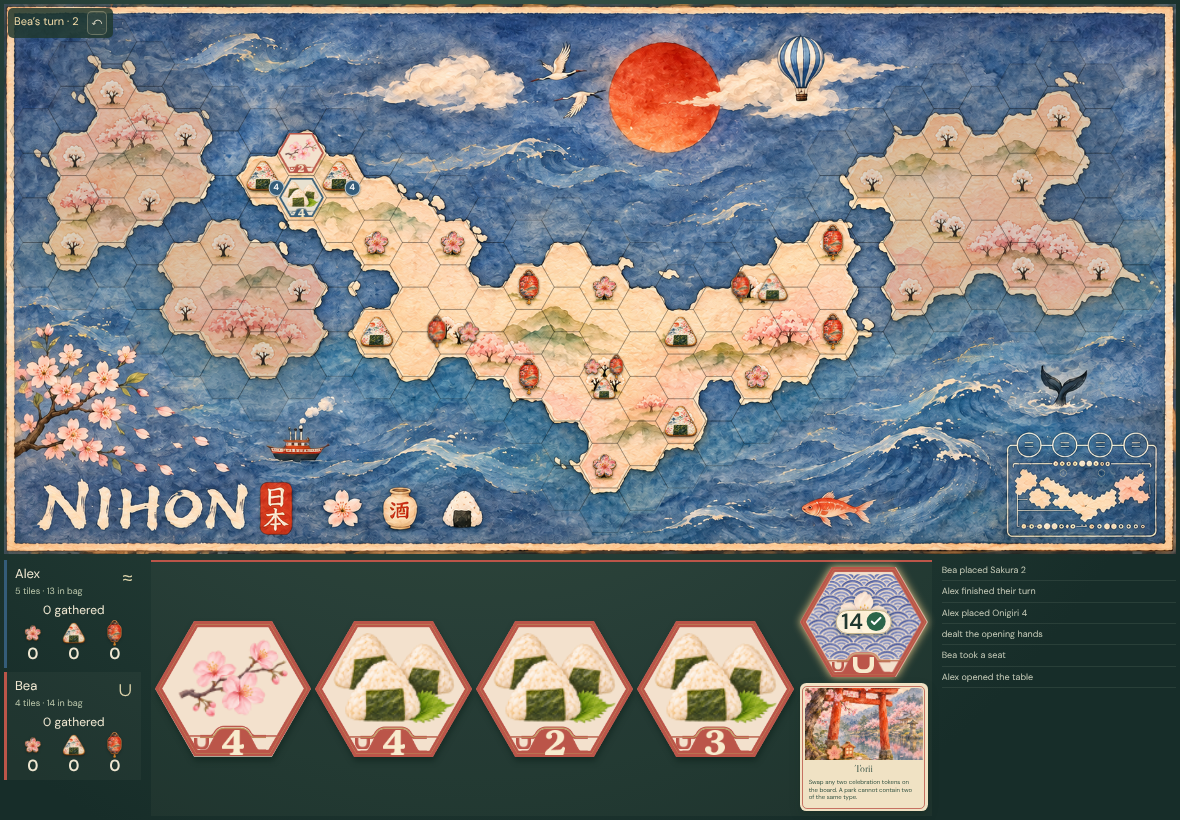 Bea's turn · 2
2
4
4
4
NIHON
日本
酒
Alex
5 tiles · 13 in bag
0 gathered
0 0 0
Bea
4 tiles · 14 in bag
0 gathered
0 0 0
4
4
2
3
14
Torii
Swap any two celebration tokens on
the board. A park cannot contain two
of the same type.
Bea placed Sakura 2
Alex finished their turn
Alex placed Onigiri 4
dealt the opening hands
Bea took a seat
Alex opened the table